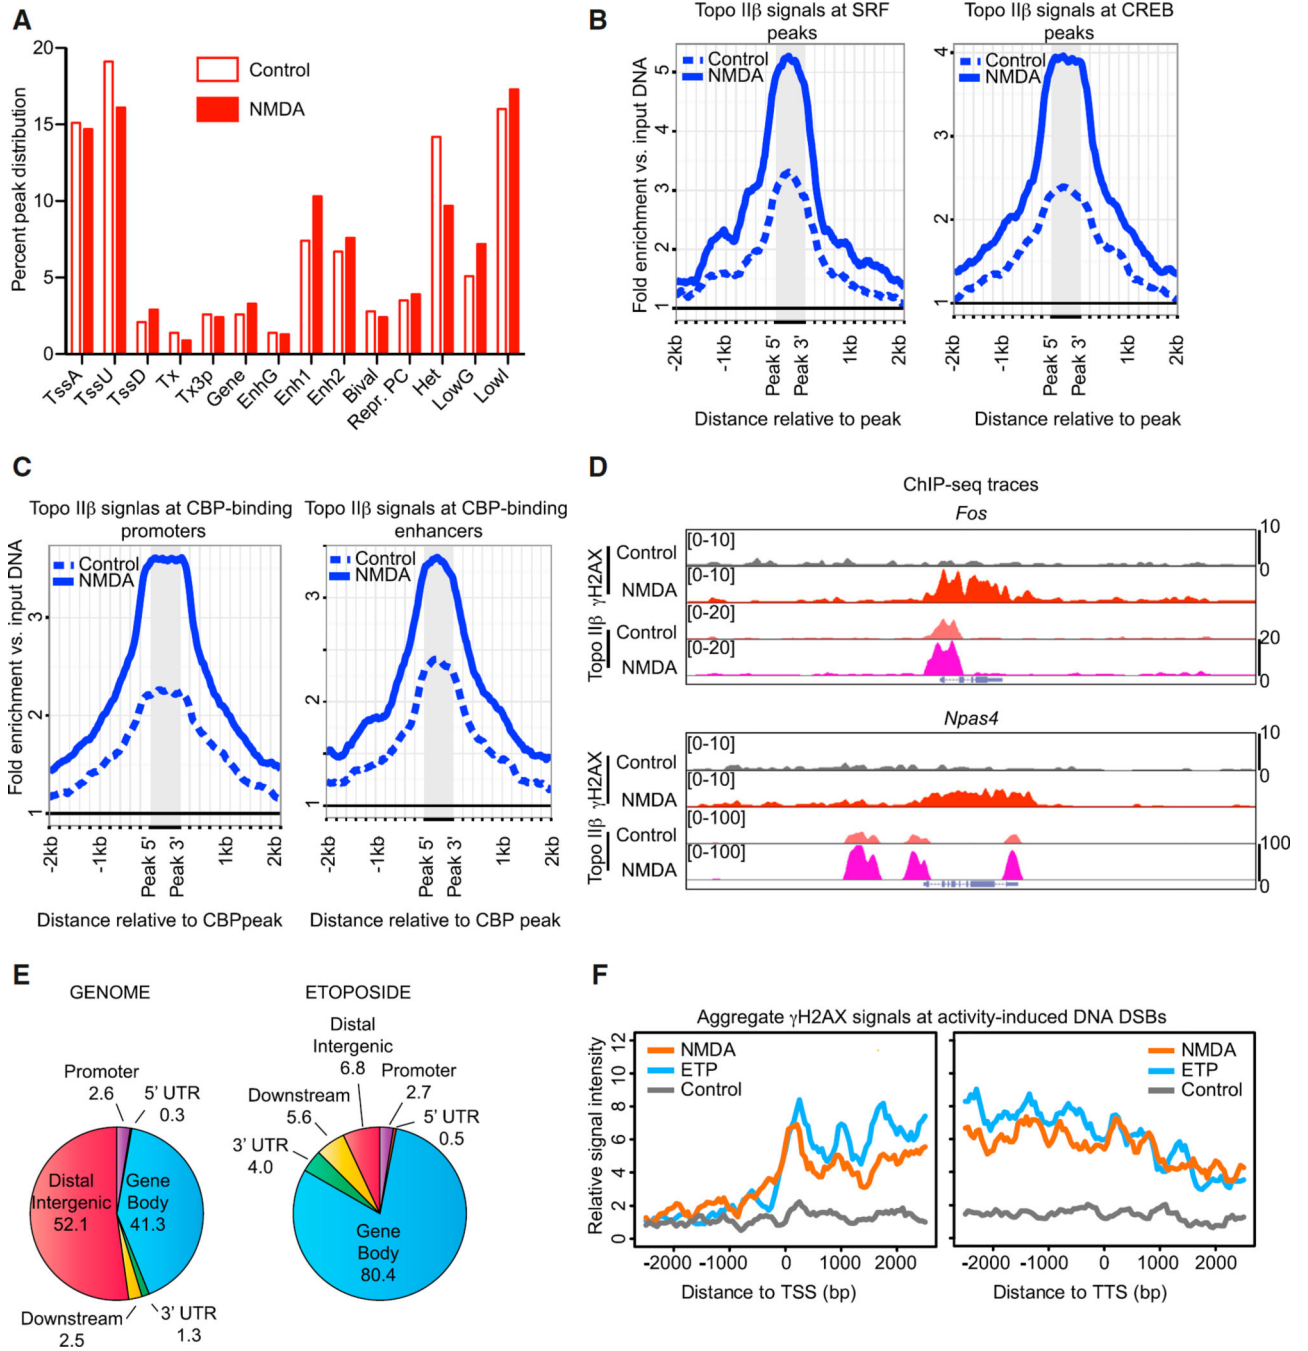 A
Percent peak distribution
20
15
10
5
0
Control
NMDA
TssA
TssU
TssD
Tx
Tx3p
Gene
EnhG
Enh1
Enh2
Bival
Repr. PC
Het
LowG
LowI
B
Topo IIβ signals at SRF
peaks
Control
NMDA
Fold enrichment vs. input DNA
5
4
3
2
1
-2kb
-1kb
Peak 5'
Peak 3'
1kb
2kb
Distance relative to peak
Topo IIβ signals at CREB
peaks
Control
NMDA
4
3
2
1
-2kb
-1kb
Peak 5'
Peak 3'
1kb
2kb
Distance relative to peak
C
Topo IIβ signlas at CBP-binding
promoters
Control
NMDA
Fold enrichment vs. input DNA
3
2
1
-2kb
-1kb
Peak 5'
Peak 3'
1kb
2kb
Distance relative to CBPpeak
Topo IIβ signals at CBP-binding
enhancers
Control
NMDA
3
2
1
-2kb
-1kb
Peak 5'
Peak 3'
1kb
2kb
Distance relative to CBP peak
D
ChIP-seq traces
Fos
γH2AX
Control
[0-10]
10
0
NMDA
[0-10]
Topo IIβ
Control
[0-20]
20
NMDA
[0-20]
0
Npas4
γH2AX
Control
[0-10]
10
0
NMDA
[0-10]
Topo IIβ
Control
[0-100]
100
NMDA
[0-100]
0
E
GENOME
Promoter
2.6
5' UTR
0.3
Distal
Intergenic
52.1
Gene
Body
41.3
Downstream
2.5
3' UTR
1.3
ETOPOSIDE
Distal
Intergenic
6.8
Promoter
2.7
Downstream
5.6
5' UTR
0.5
3' UTR
4.0
Gene
Body
80.4
F
Aggregate γH2AX signals at activity-induced DNA DSBs
Relative signal intensity
12
10
8
6
4
2
0
NMDA
ETP
Control
-2000
-1000
0
1000
2000
Distance to TSS (bp)
NMDA
ETP
Control
-2000
-1000
0
1000
2000
Distance to TTS (bp)